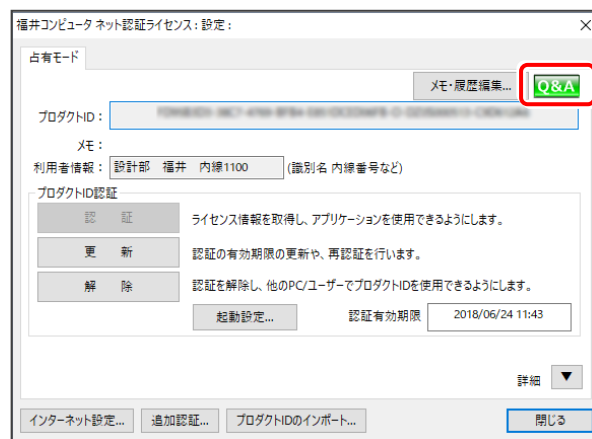 福井コンピュータ ネット認証ライセンス : 設定 :
占有モード
メモ・履歴編集... Q&A
プロダクトID :
メモ :
利用者情報 : 設計部 福井 内線1100 (識別名 内線番号など)
プロダクトID認証
認 証 ライセンス情報を取得し、アプリケーションを使用できるようにします。
更 新 認証の有効期限の更新や、再認証を行います。
解 除 認証を解除し、他のPC/ユーザーでプロダクトIDを使用できるようにします。
起動設定... 認証有効期限 2018/06/24 11:43
詳細 ▼
インターネット設定... 追加認証... プロダクトIDのインポート... 閉じる